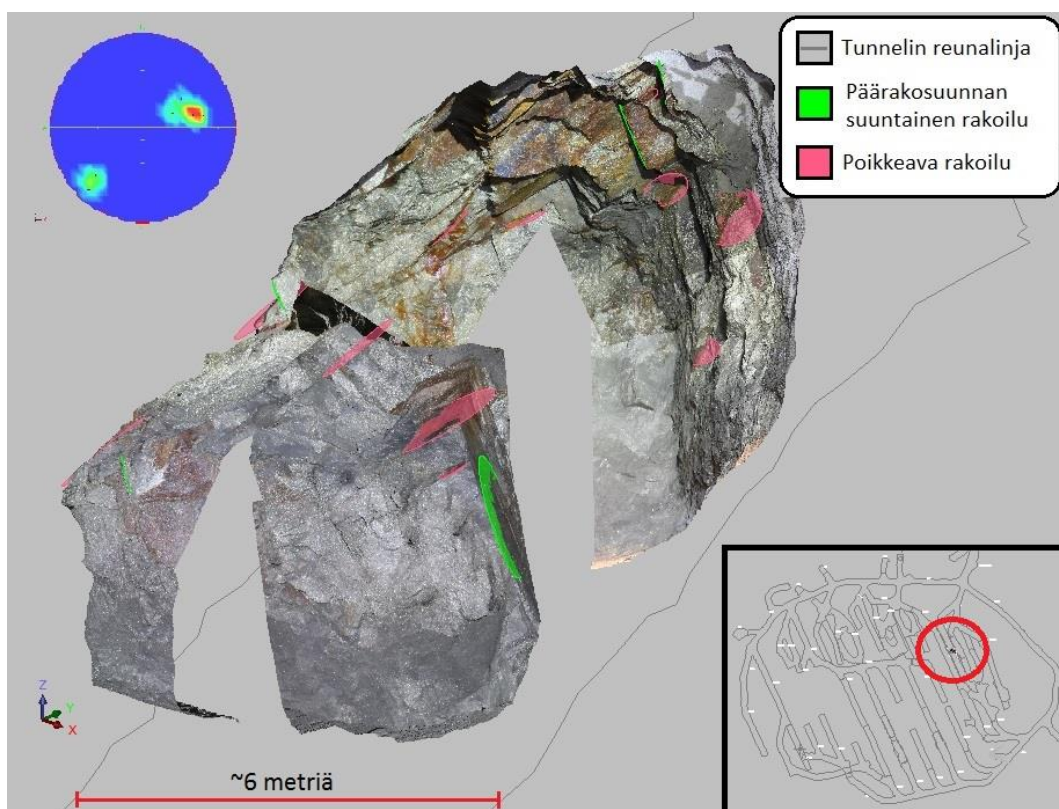 Tunnelin reunalinja
Päärakosuunnan
suuntainen rakoilu
Poikkeava rakoilu
Z
Y
X
~6 metriä